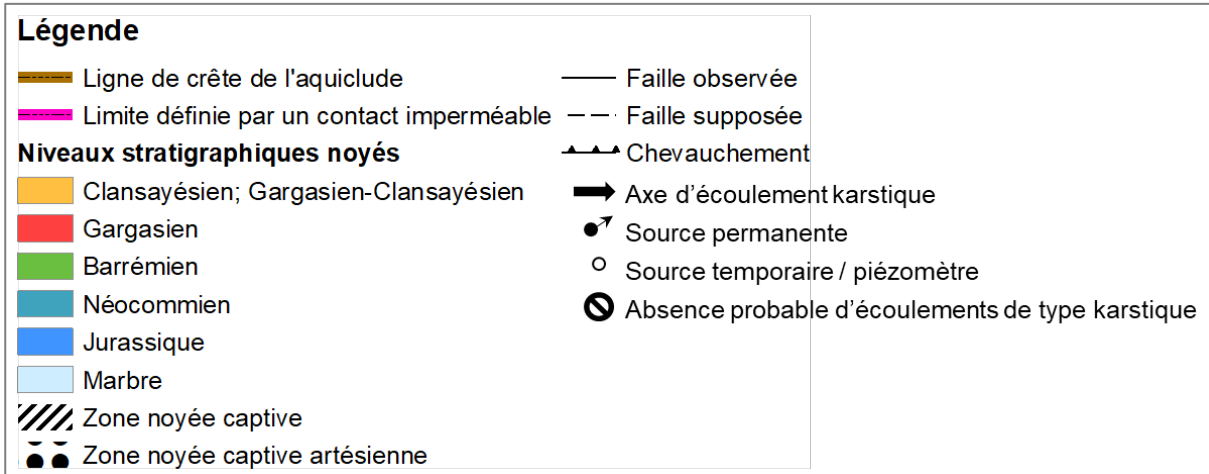 Légende
Ligne de crête de l'aquiclude
Limite définie par un contact imperméable
Niveaux stratigraphiques noyés
Clansayésien; Gargasien-Clansayésien
Gargasien
Barrémien
Néocommien
Jurassique
Marbre
Zone noyée captive
Zone noyée captive artésienne
Faille observée
Faille supposée
Chevauchement
Axe d’écoulement karstique
Source permanente
Source temporaire / piézomètre
Absence probable d’écoulements de type karstique